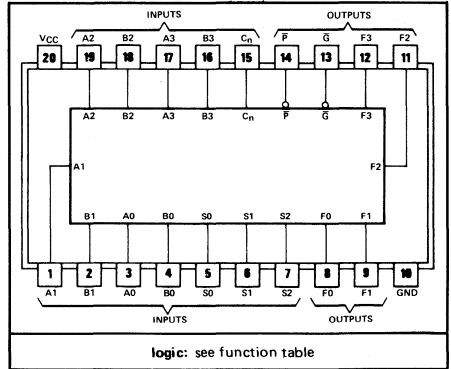 INPUTS OUTPUTS
VCC A2 B2 A3 B3 Cn P̅ G̅ F3 F2
20 19 18 17 16 15 14 13 12 11
A2 B2 A3 B3 Cn P̅ G̅ F3
A1 F2
B1 A0 B0 S0 S1 S2 F0 F1
1 2 3 4 5 6 7 8 9 10
A1 B1 A0 B0 S0 S1 S2 F0 F1 GND
INPUTS OUTPUTS
logic: see function table